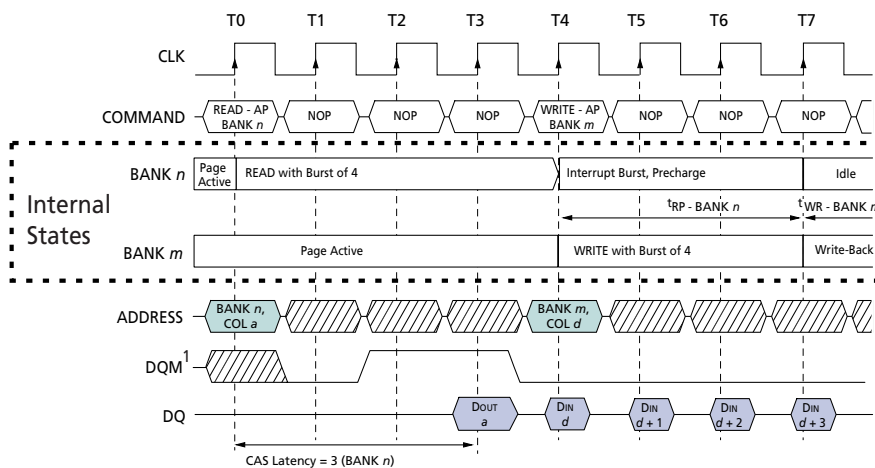 T0 T1 T2 T3 T4 T5 T6 T7
CLK
COMMAND READ - AP BANK n NOP NOP NOP WRITE - AP BANK m NOP NOP NOP
Internal States
BANK n Page Active READ with Burst of 4 Interrupt Burst, Precharge Idle
tRP - BANK n tWR - BANK m
BANK m Page Active WRITE with Burst of 4 Write-Back
ADDRESS BANK n, COL a BANK m, COL d
DQM1
DQ DOUT a DIN d DIN d + 1 DIN d + 2 DIN d + 3
CAS Latency = 3 (BANK n)